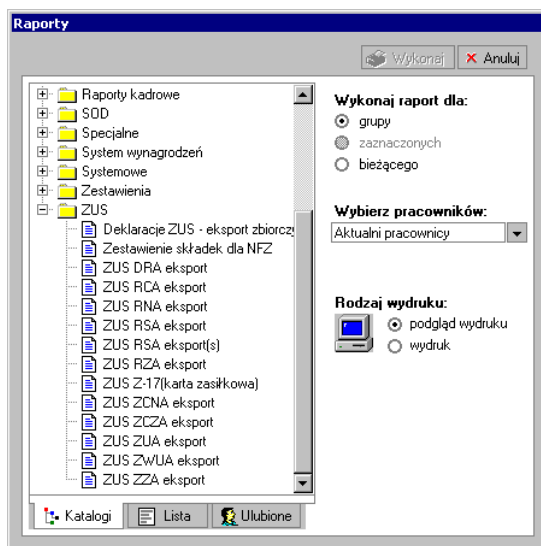 Raporty
Wykonaj
Anuluj
Raporty kadrowe
SOD
Specjalne
System wynagrodzeń
Systemowe
Zestawienia
ZUS
Deklaracje ZUS - eksport zbiorczy
Zestawienie składek dla NFZ
ZUS DRA eksport
ZUS RCA eksport
ZUS RNA eksport
ZUS RSA eksport
ZUS RSA eksport(s)
ZUS RZA eksport
ZUS Z-17(karta zasiłkowa)
ZUS ZCNA eksport
ZUS ZCZA eksport
ZUS ZUA eksport
ZUS ZWUA eksport
ZUS ZZA eksport
Katalogi
Lista
Ulubione
Wykonaj raport dla:
grupy
zaznaczonych
bieżącego
Wybierz pracowników:
Aktualni pracownicy
Rodzaj wydruku:
podgląd wydruku
wydruk